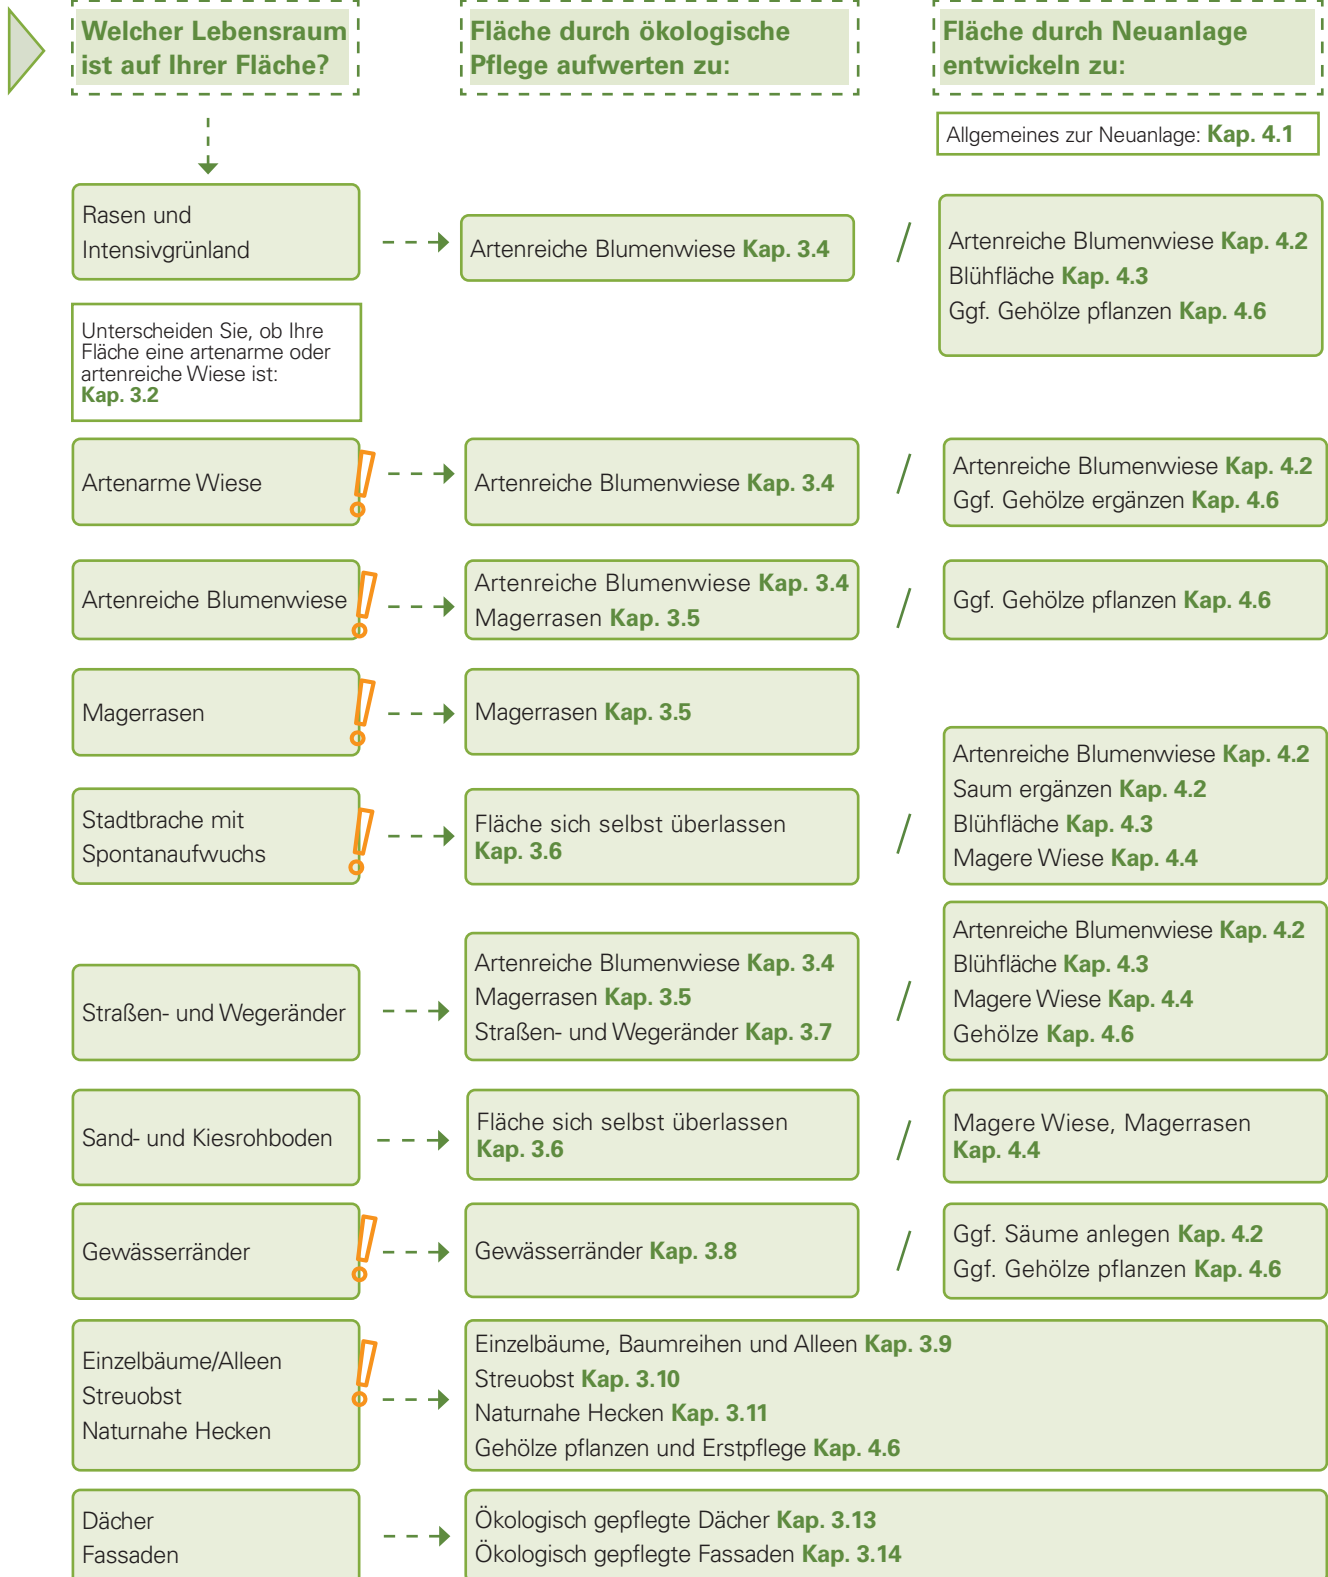 Welcher Lebensraum
ist auf Ihrer Fläche?
Fläche durch ökologische
Pflege aufwerten zu:
Fläche durch Neuanlage
entwickeln zu:
Allgemeines zur Neuanlage: Kap. 4.1
Rasen und
Intensivgrünland
Artenreiche Blumenwiese Kap. 3.4
/
Artenreiche Blumenwiese Kap. 4.2
Blühfläche Kap. 4.3
Ggf. Gehölze pflanzen Kap. 4.6
Unterscheiden Sie, ob Ihre
Fläche eine artenarme oder
artenreiche Wiese ist:
Kap. 3.2
Artenarme Wiese
!
Artenreiche Blumenwiese Kap. 3.4
/
Artenreiche Blumenwiese Kap. 4.2
Ggf. Gehölze ergänzen Kap. 4.6
Artenreiche Blumenwiese
!
Artenreiche Blumenwiese Kap. 3.4
Magerrasen Kap. 3.5
/
Ggf. Gehölze pflanzen Kap. 4.6
Magerrasen
!
Magerrasen Kap. 3.5
Stadtbrache mit
Spontanaufwuchs
!
Fläche sich selbst überlassen
Kap. 3.6
/
Artenreiche Blumenwiese Kap. 4.2
Saum ergänzen Kap. 4.2
Blühfläche Kap. 4.3
Magere Wiese Kap. 4.4
Straßen- und Wegeränder
Artenreiche Blumenwiese Kap. 3.4
Magerrasen Kap. 3.5
Straßen- und Wegeränder Kap. 3.7
/
Artenreiche Blumenwiese Kap. 4.2
Blühfläche Kap. 4.3
Magere Wiese Kap. 4.4
Gehölze Kap. 4.6
Sand- und Kiesrohboden
Fläche sich selbst überlassen
Kap. 3.6
/
Magere Wiese, Magerrasen
Kap. 4.4
Gewässerränder
!
Gewässerränder Kap. 3.8
/
Ggf. Säume anlegen Kap. 4.2
Ggf. Gehölze pflanzen Kap. 4.6
Einzelbäume/Alleen
Streuobst
Naturnahe Hecken
!
Einzelbäume, Baumreihen und Alleen Kap. 3.9
Streuobst Kap. 3.10
Naturnahe Hecken Kap. 3.11
Gehölze pflanzen und Erstpflege Kap. 4.6
Dächer
Fassaden
Ökologisch gepflegte Dächer Kap. 3.13
Ökologisch gepflegte Fassaden Kap. 3.14